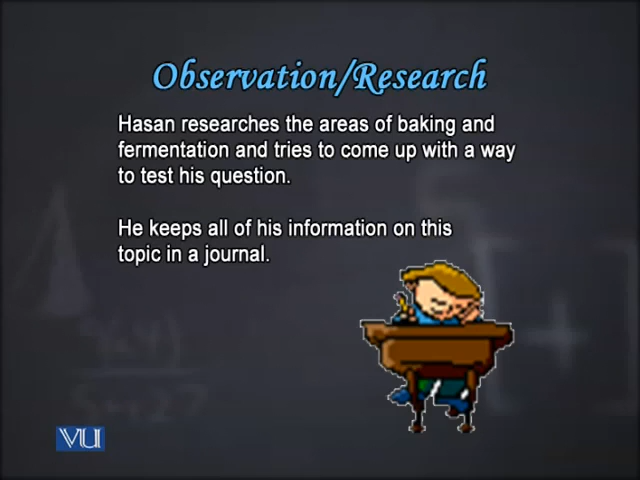 Observation/Research
Hasan researches the areas of baking and
fermentation and tries to come up with a way
to test his question.
He keeps all of his information on this
topic in a journal.
VU